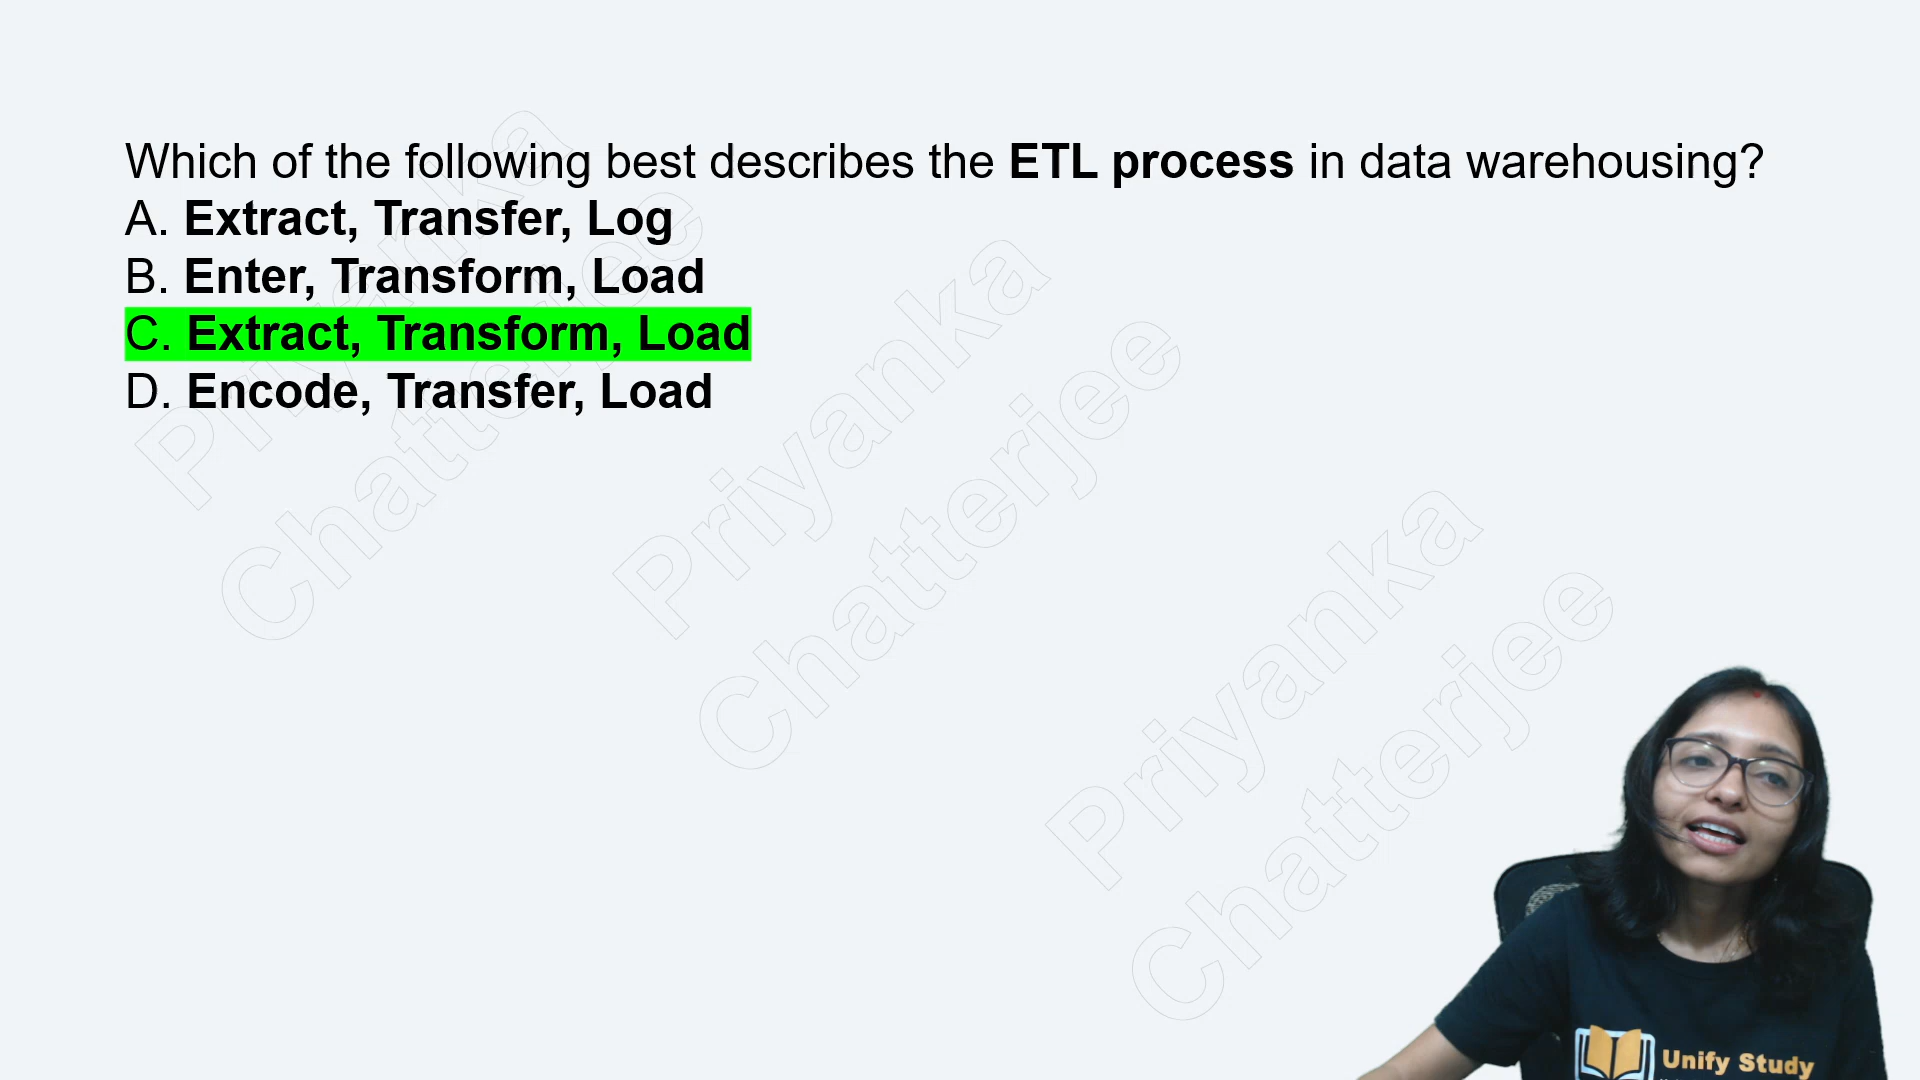 Which of the following best describes the ETL process in data warehousing?
A. Extract, Transfer, Log
B. Enter, Transform, Load
C. Extract, Transform, Load
D. Encode, Transfer, Load
Priyanka
Chatterjee
Priyanka
Chatterjee
Priyanka
Chatterjee
Unify Study